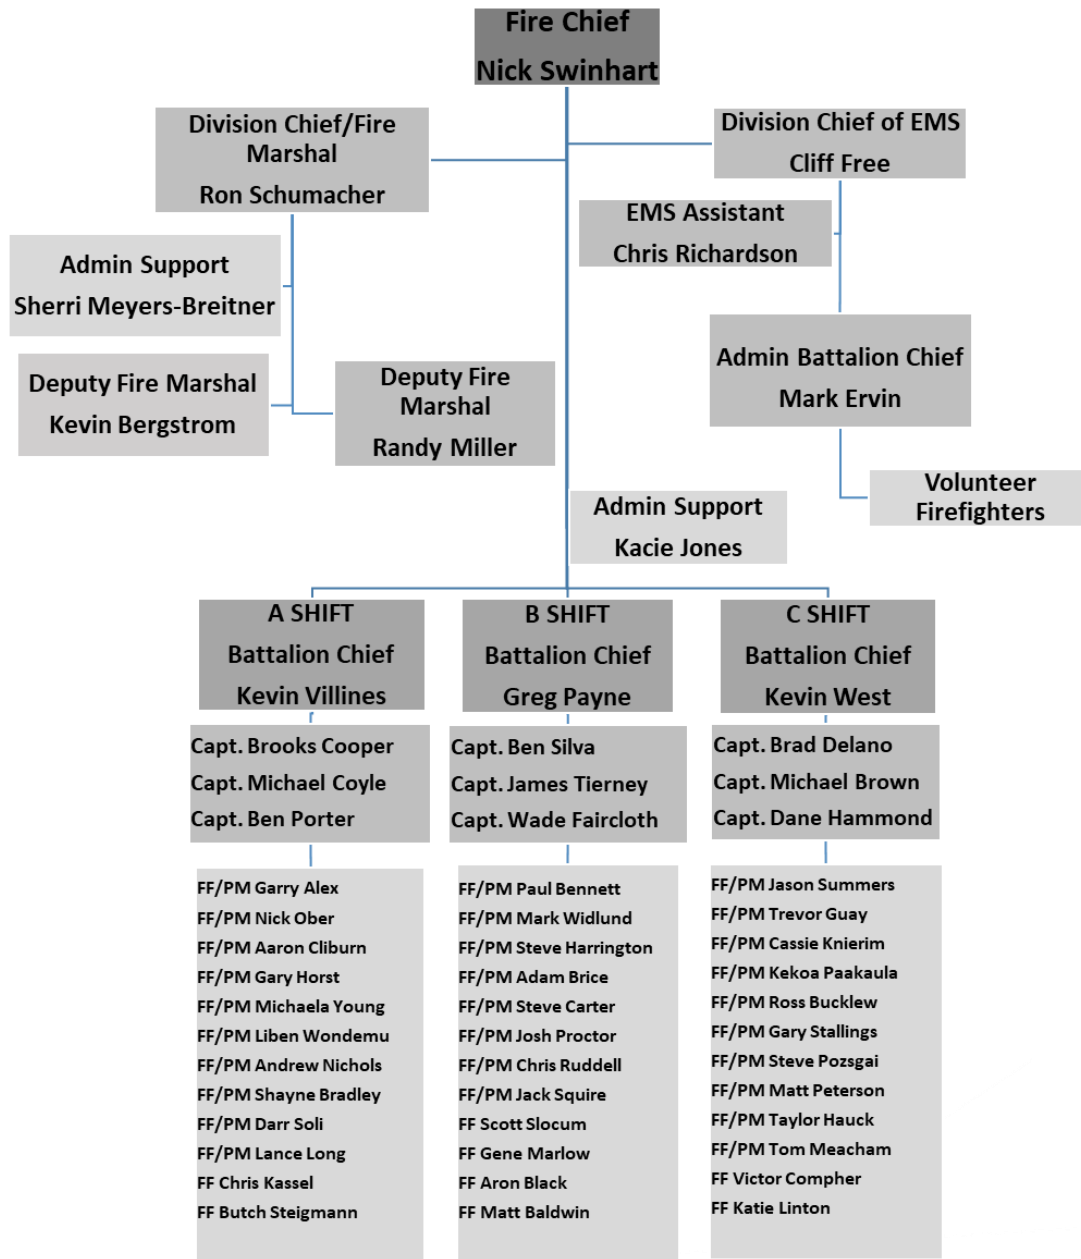 Fire Chief
Nick Swinhart
Division Chief/Fire
Marshal
Ron Schumacher
Division Chief of EMS
Cliff Free
EMS Assistant
Chris Richardson
Admin Support
Sherri Meyers-Breitner
Deputy Fire Marshal
Kevin Bergstrom
Deputy Fire
Marshal
Randy Miller
Admin Battalion Chief
Mark Ervin
Volunteer
Firefighters
Admin Support
Kacie Jones
A SHIFT
Battalion Chief
Kevin Villines
Capt. Brooks Cooper
Capt. Michael Coyle
Capt. Ben Porter
FF/PM Garry Alex
FF/PM Nick Ober
FF/PM Aaron Cliburn
FF/PM Gary Horst
FF/PM Michaela Young
FF/PM Liben Wondemu
FF/PM Andrew Nichols
FF/PM Shayne Bradley
FF/PM Darr Soli
FF/PM Lance Long
FF Chris Kassel
FF Butch Steigmann
B SHIFT
Battalion Chief
Greg Payne
Capt. Ben Silva
Capt. James Tierney
Capt. Wade Faircloth
FF/PM Paul Bennett
FF/PM Mark Widlund
FF/PM Steve Harrington
FF/PM Adam Brice
FF/PM Steve Carter
FF/PM Josh Proctor
FF/PM Chris Ruddell
FF/PM Jack Squire
FF Scott Slocum
FF Gene Marlow
FF Aron Black
FF Matt Baldwin
C SHIFT
Battalion Chief
Kevin West
Capt. Brad Delano
Capt. Michael Brown
Capt. Dane Hammond
FF/PM Jason Summers
FF/PM Trevor Guay
FF/PM Cassie Knierim
FF/PM Kekoa Paakaula
FF/PM Ross Bucklew
FF/PM Gary Stallings
FF/PM Steve Pozsgai
FF/PM Matt Peterson
FF/PM Taylor Hauck
FF/PM Tom Meacham
FF Victor Compher
FF Katie Linton